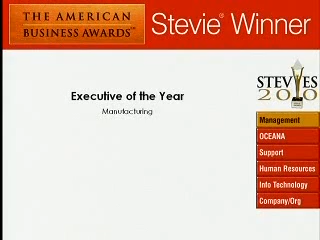 THE AMERICAN
BUSINESS AWARDS™
Stevie® Winner
STEVIES
2010
Executive of the Year
Manufacturing
Management
OCEANA
Support
Human Resources
Info Technology
Company/Org